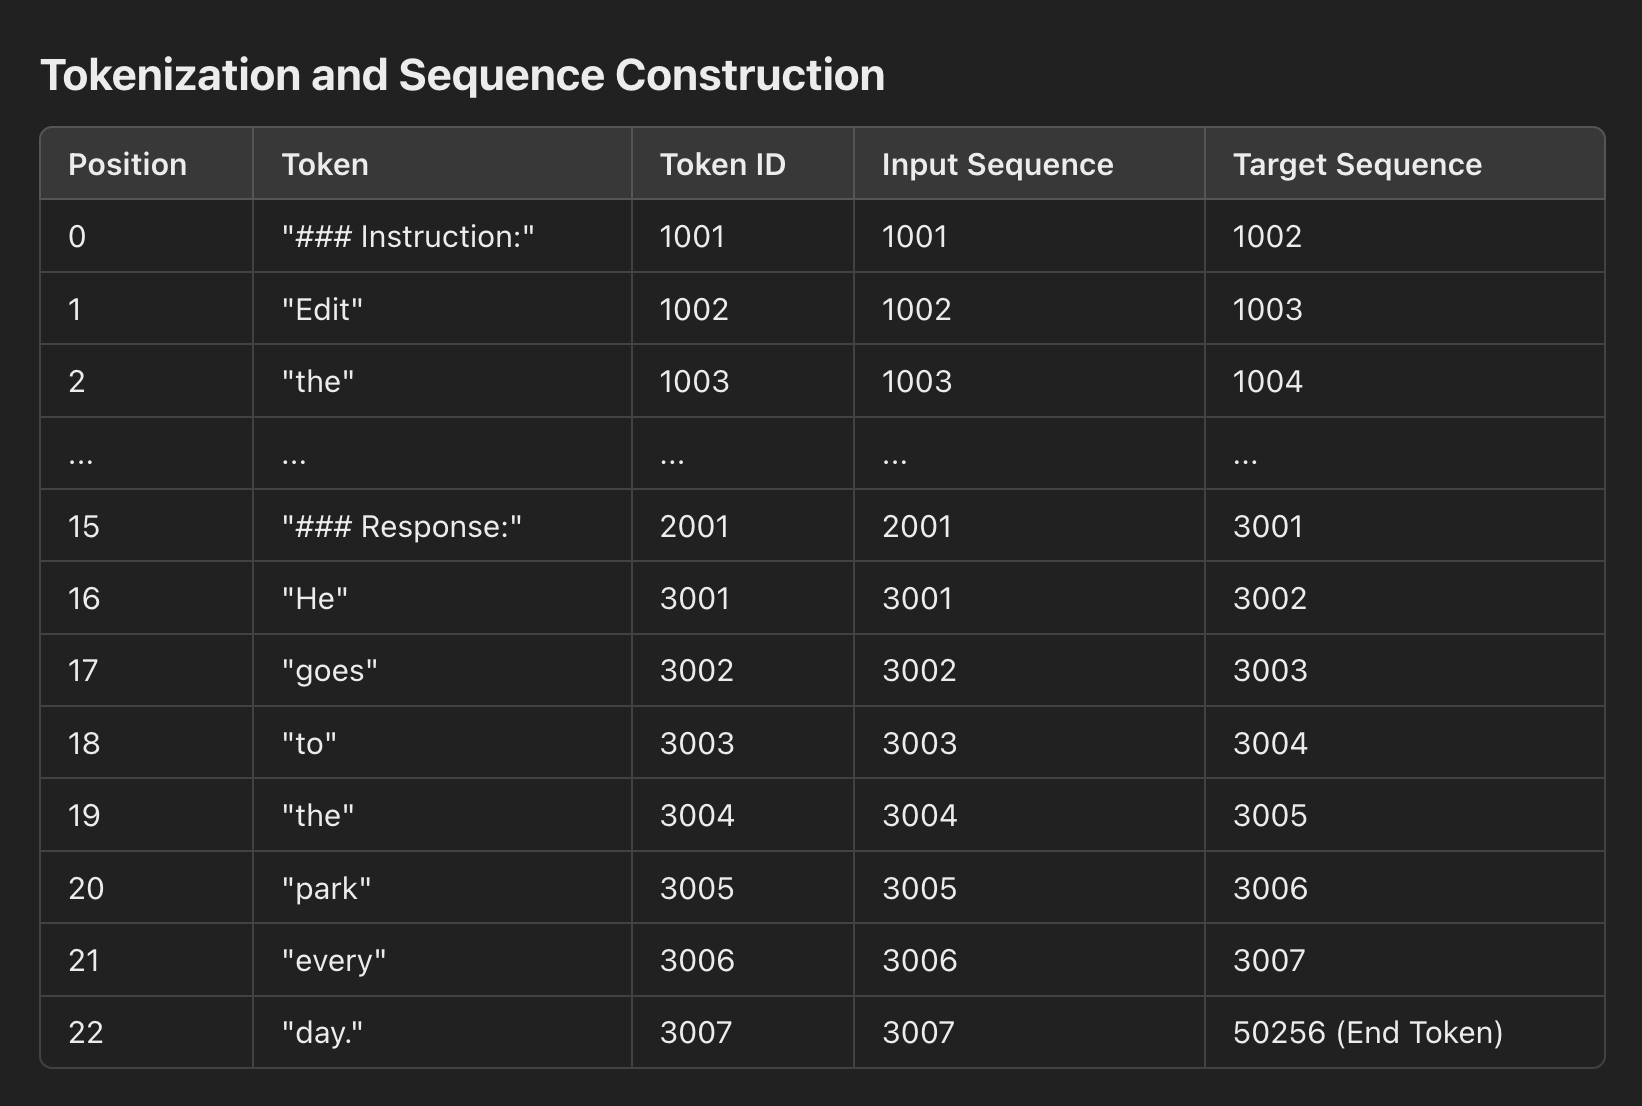 Tokenization and Sequence Construction
Position Token Token ID Input Sequence Target Sequence
0 "### Instruction:" 1001 1001 1002
1 "Edit" 1002 1002 1003
2 "the" 1003 1003 1004
... ... ... ... ...
15 "### Response:" 2001 2001 3001
16 "He" 3001 3001 3002
17 "goes" 3002 3002 3003
18 "to" 3003 3003 3004
19 "the" 3004 3004 3005
20 "park" 3005 3005 3006
21 "every" 3006 3006 3007
22 "day." 3007 3007 50256 (End Token)